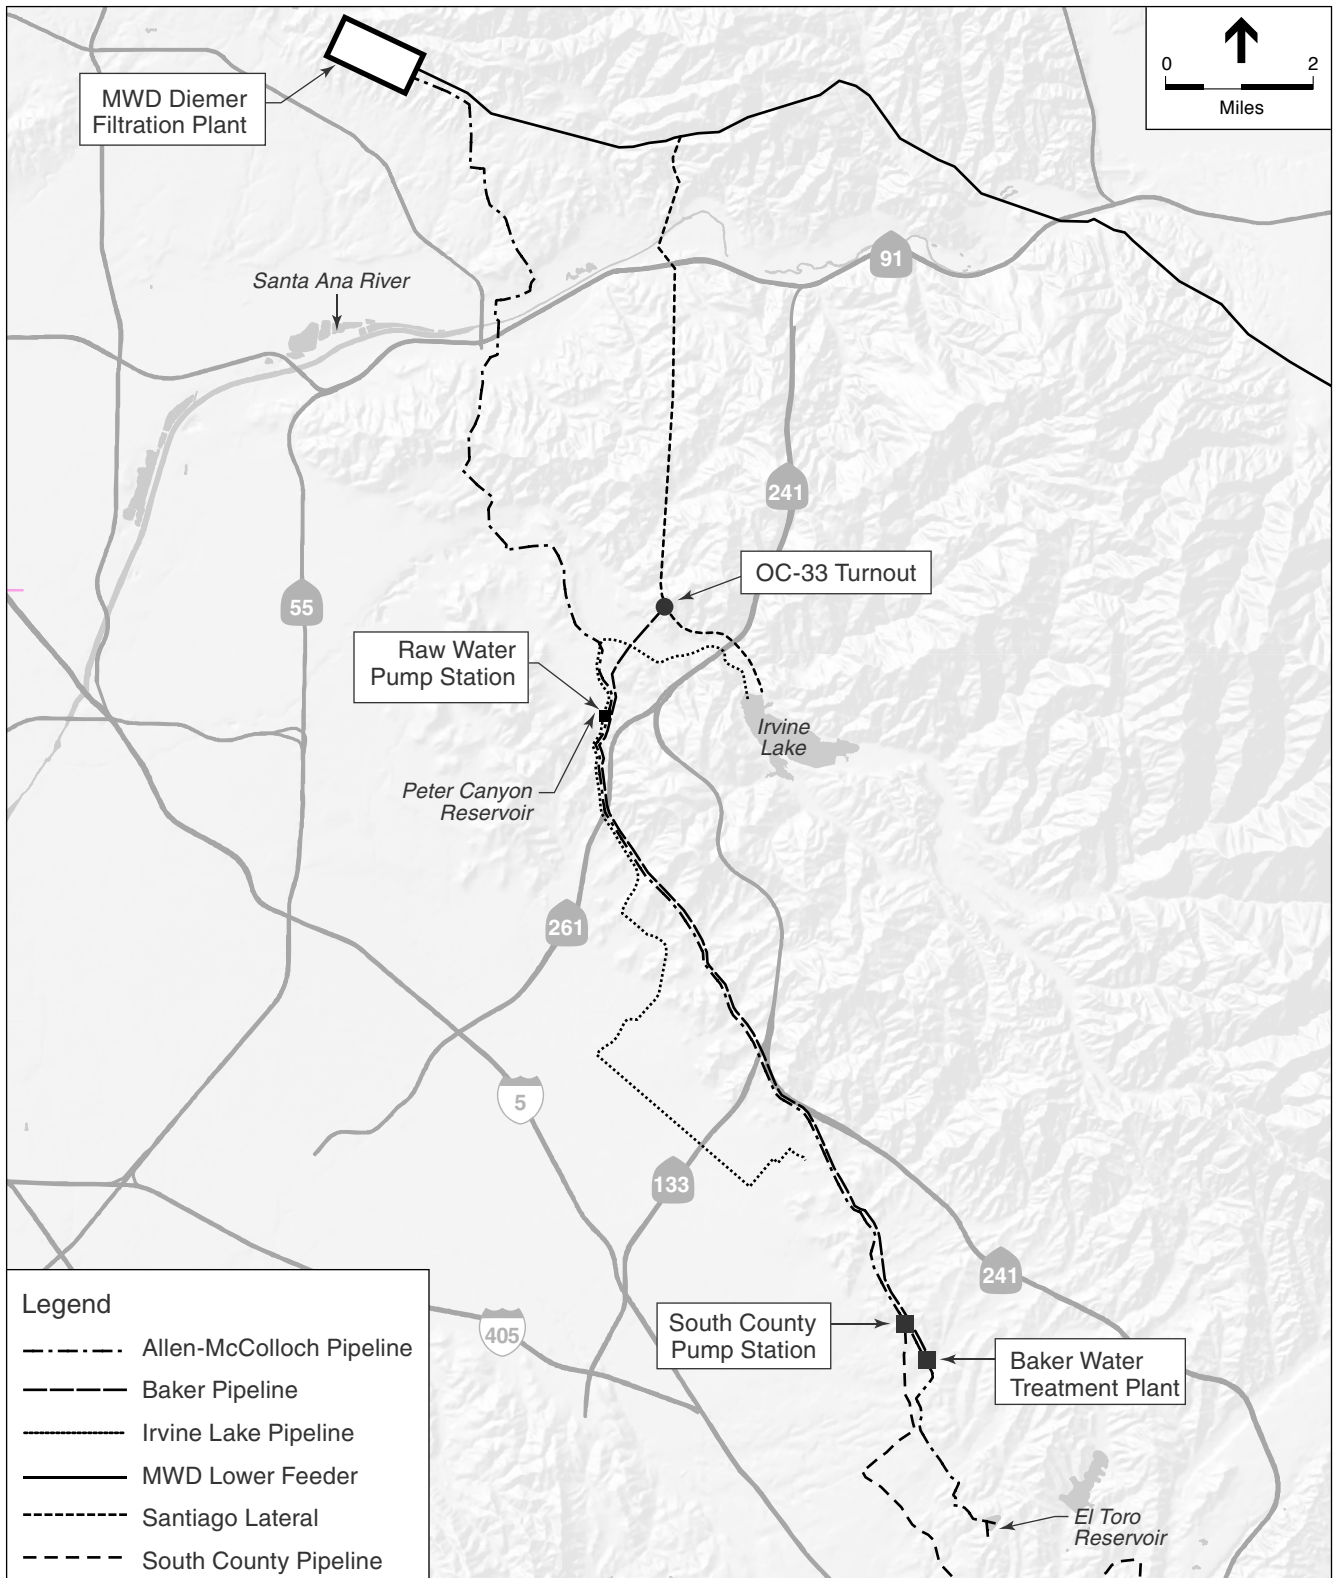 0 2
Miles
MWD Diemer
Filtration Plant
Santa Ana River
91
241
OC-33 Turnout
55
Raw Water
Pump Station
Irvine
Lake
Peter Canyon
Reservoir
261
5
133
241
South County
Pump Station
405
Baker Water
Treatment Plant
El Toro
Reservoir
Legend
Allen-McColloch Pipeline
Baker Pipeline
Irvine Lake Pipeline
MWD Lower Feeder
Santiago Lateral
South County Pipeline